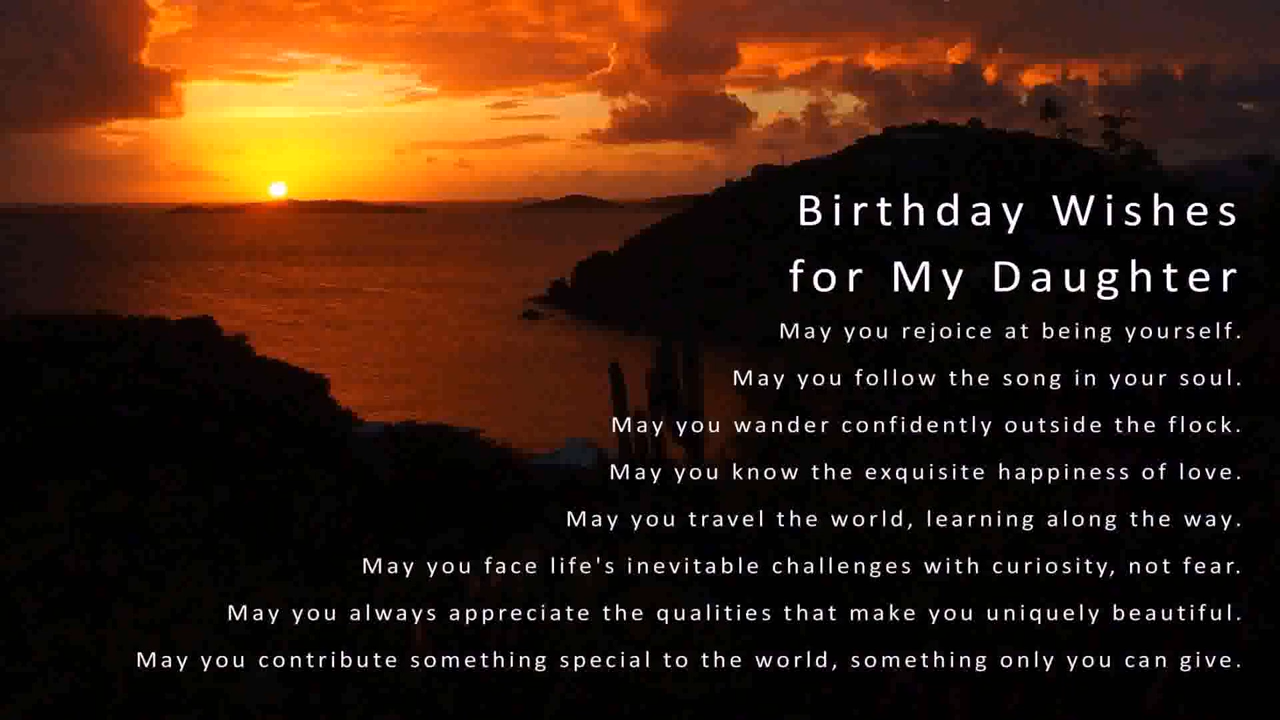 Birthday Wishes
for My Daughter
May you rejoice at being yourself.
May you follow the song in your soul.
May you wander confidently outside the flock.
May you know the exquisite happiness of love.
May you travel the world, learning along the way.
May you face life's inevitable challenges with curiosity, not fear.
May you always appreciate the qualities that make you uniquely beautiful.
May you contribute something special to the world, something only you can give.